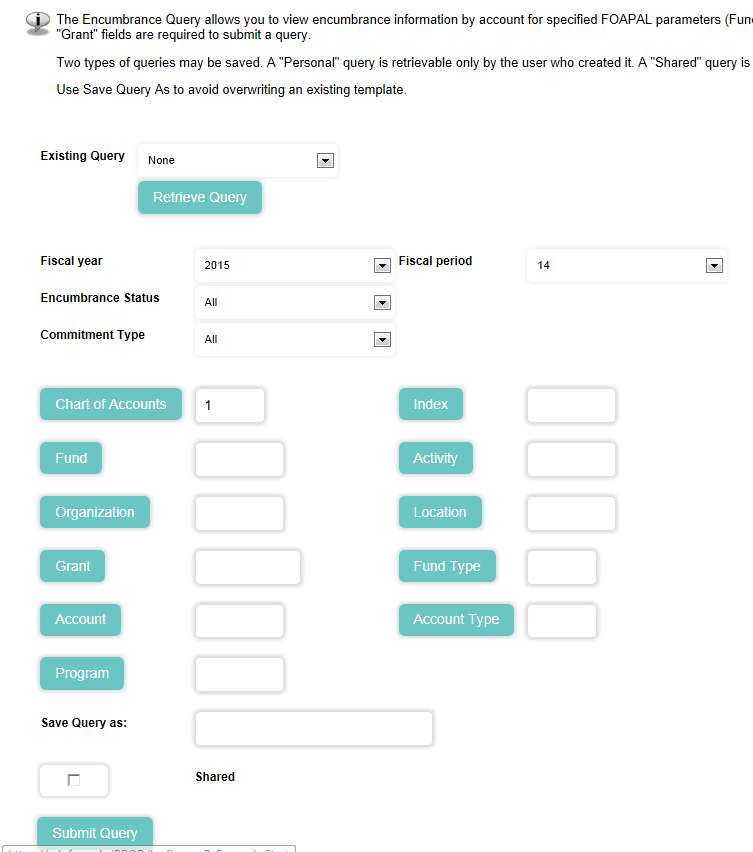 The Encumbrance Query allows you to view encumbrance information by account for specified FOAPAL parameters
"Grant" fields are required to submit a query.
Two types of queries may be saved. A "Personal" query is retrievable only by the user who created it. A "Shared" query is
Use Save Query As to avoid overwriting an existing template.
Existing Query None
Retrieve Query
Fiscal year 2015 Fiscal period 14
Encumbrance Status All
Commitment Type All
Chart of Accounts 1 Index
Fund Activity
Organization Location
Grant Fund Type
Account Account Type
Program
Save Query as:
Shared
Submit Query